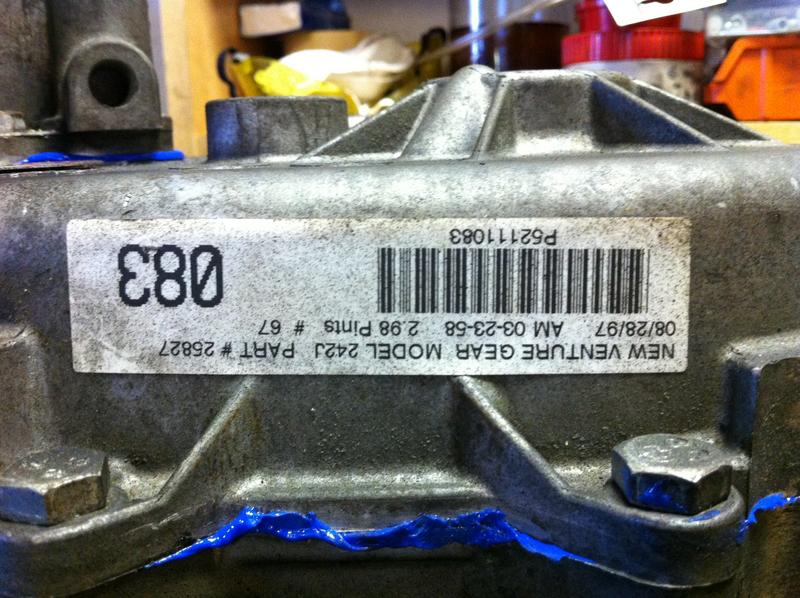 NEW VENTURE GEAR MODEL 242J PART # 25827
08/28/97 AM 03-23-58 2.98 Pints # 67
P52111083
083